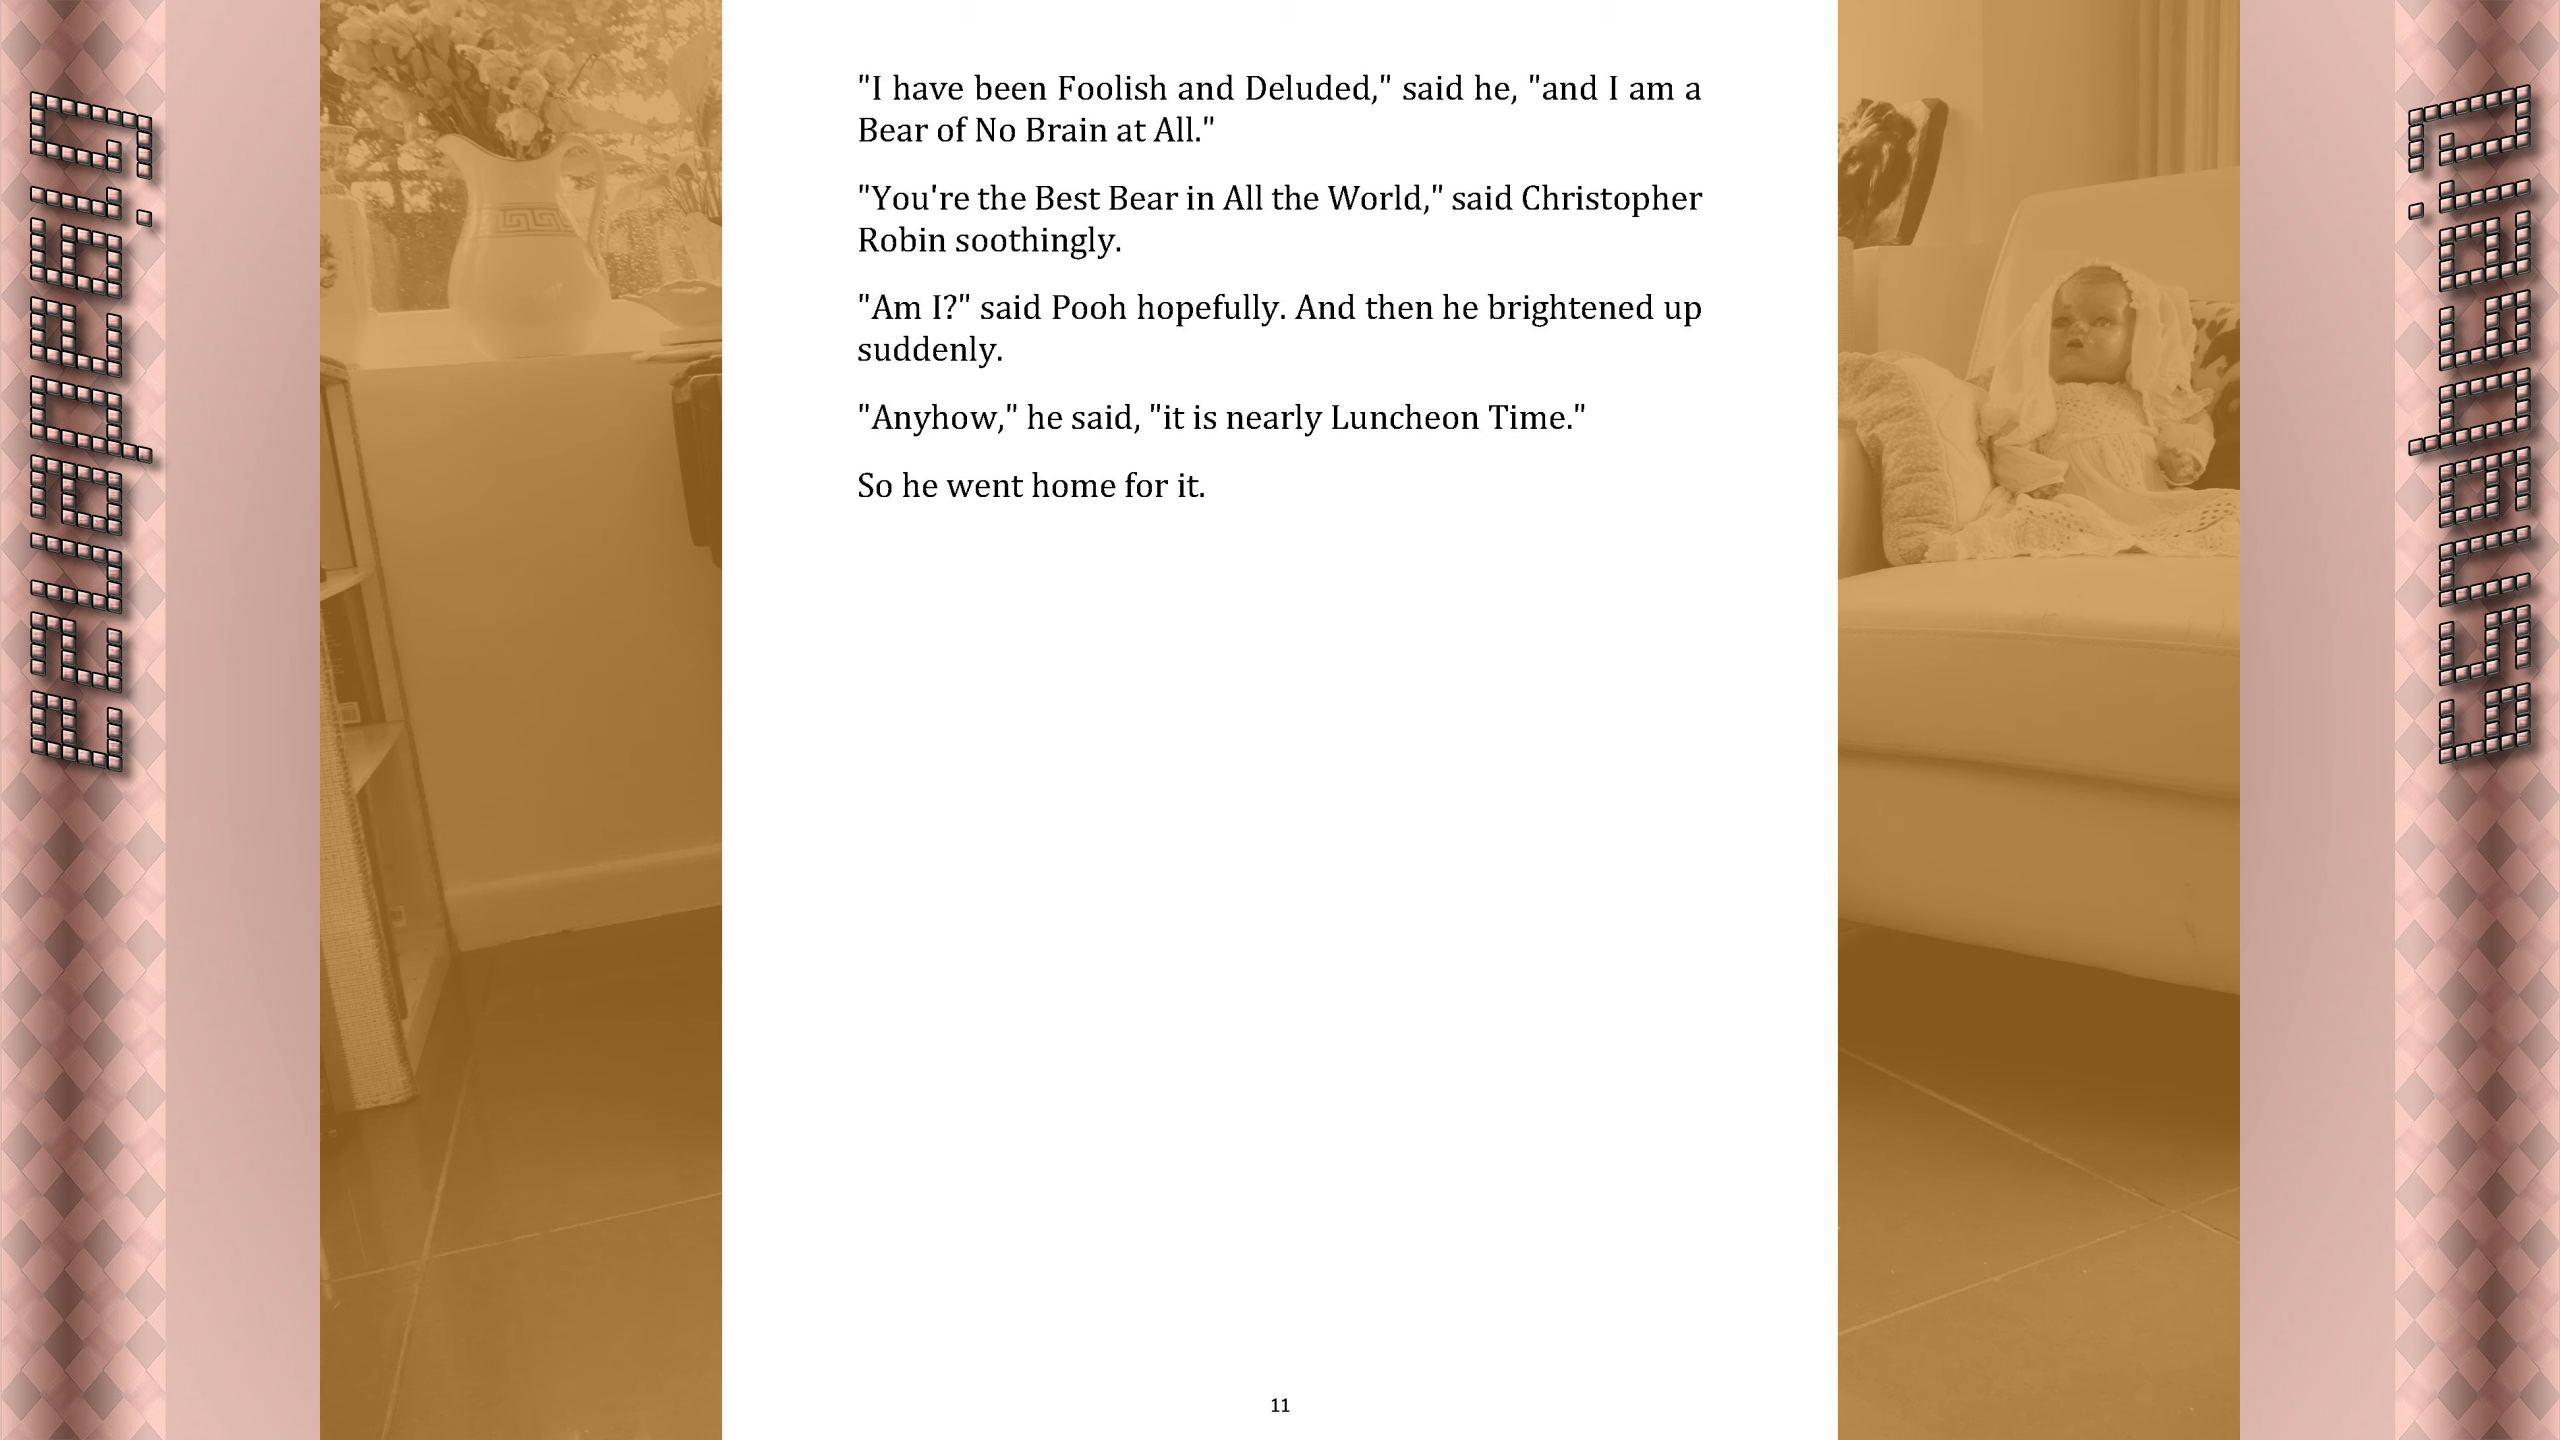 "I have been Foolish and Deluded," said he, "and I am a
Bear of No Brain at All."
"You're the Best Bear in All the World," said Christopher
Robin soothingly.
"Am I?" said Pooh hopefully. And then he brightened up
suddenly.
"Anyhow," he said, "it is nearly Luncheon Time."
So he went home for it.
11